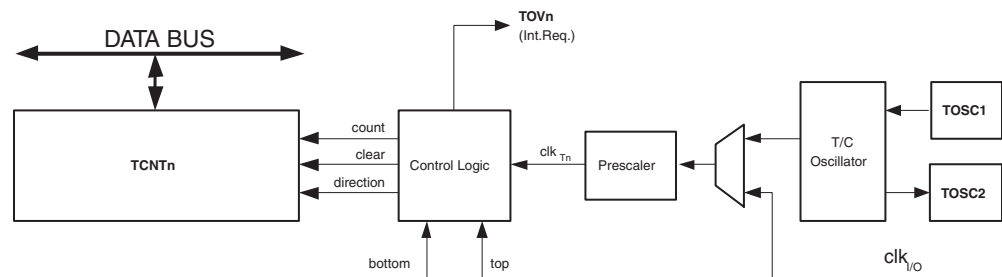 TOVn
(Int.Req.)
DATA BUS
TCNTn
count
clear
direction
Control Logic
clk Tn
Prescaler
T/C
Oscillator
TOSC1
TOSC2
bottom
top
clk I/O